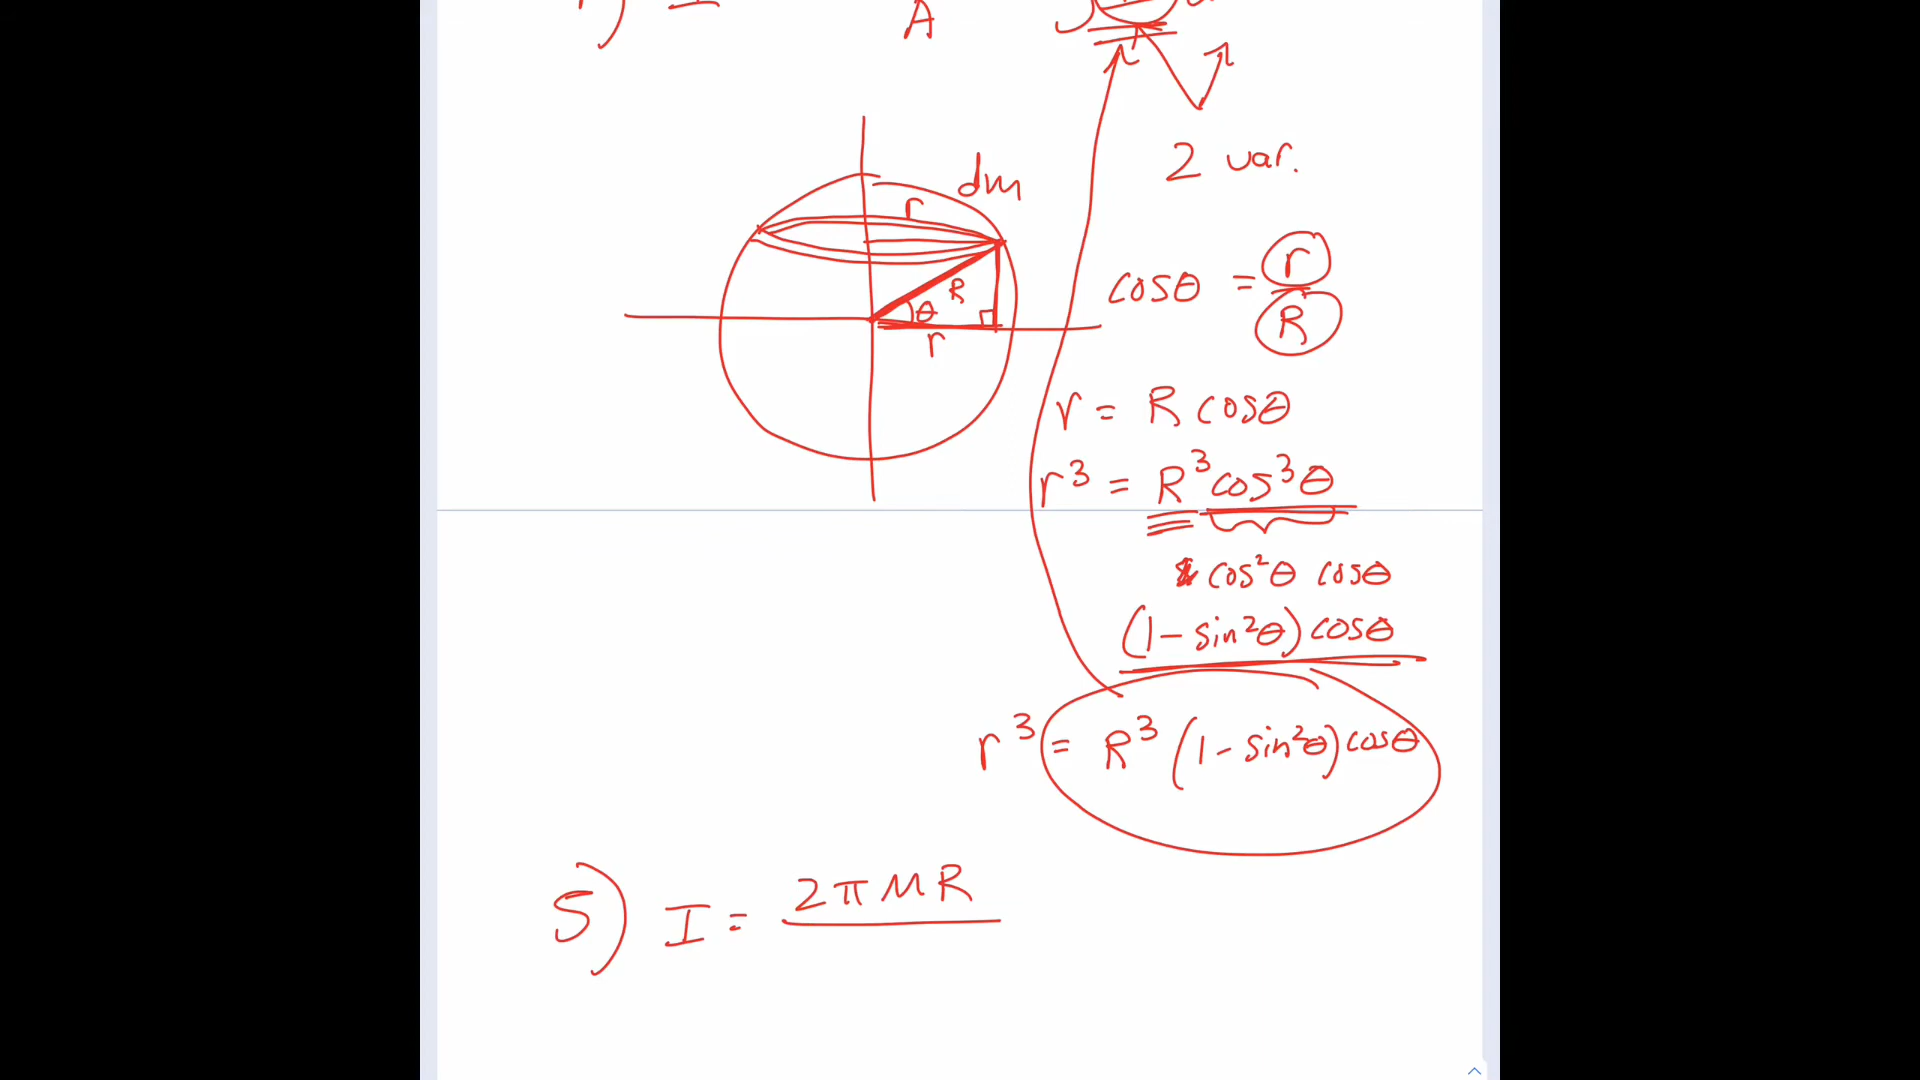 A
2 var.
dm
r
R
θ
r
cosθ = r/R
r = R cosθ
r³ = R³cos³θ
cos²θ cosθ
(1 - sin²θ) cosθ
r³ = R³ (1 - sin²θ) cosθ
5) I = 2πMR